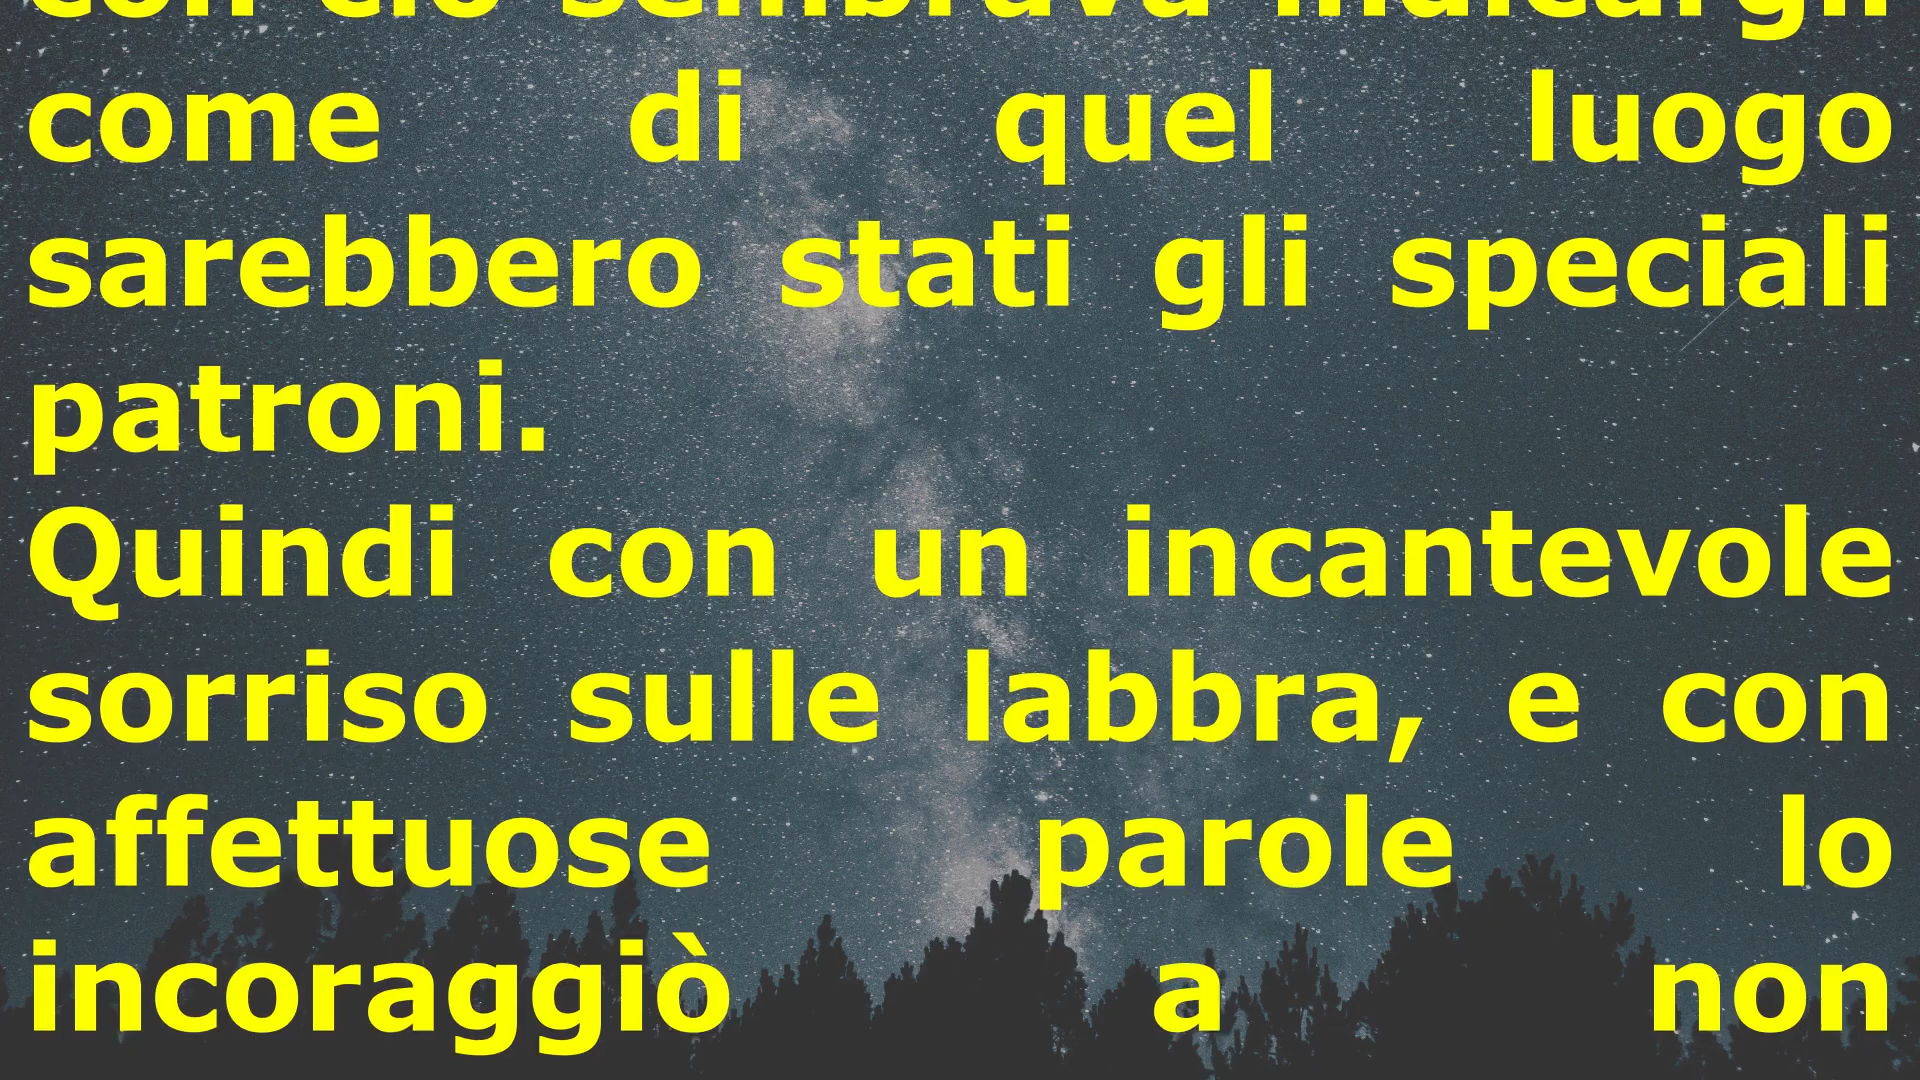 con ciò sembrava indicargli
come di quel luogo
sarebbero stati gli speciali
patroni.
Quindi con un incantevole
sorriso sulle labbra, e con
affettuose parole lo
incoraggiò a non